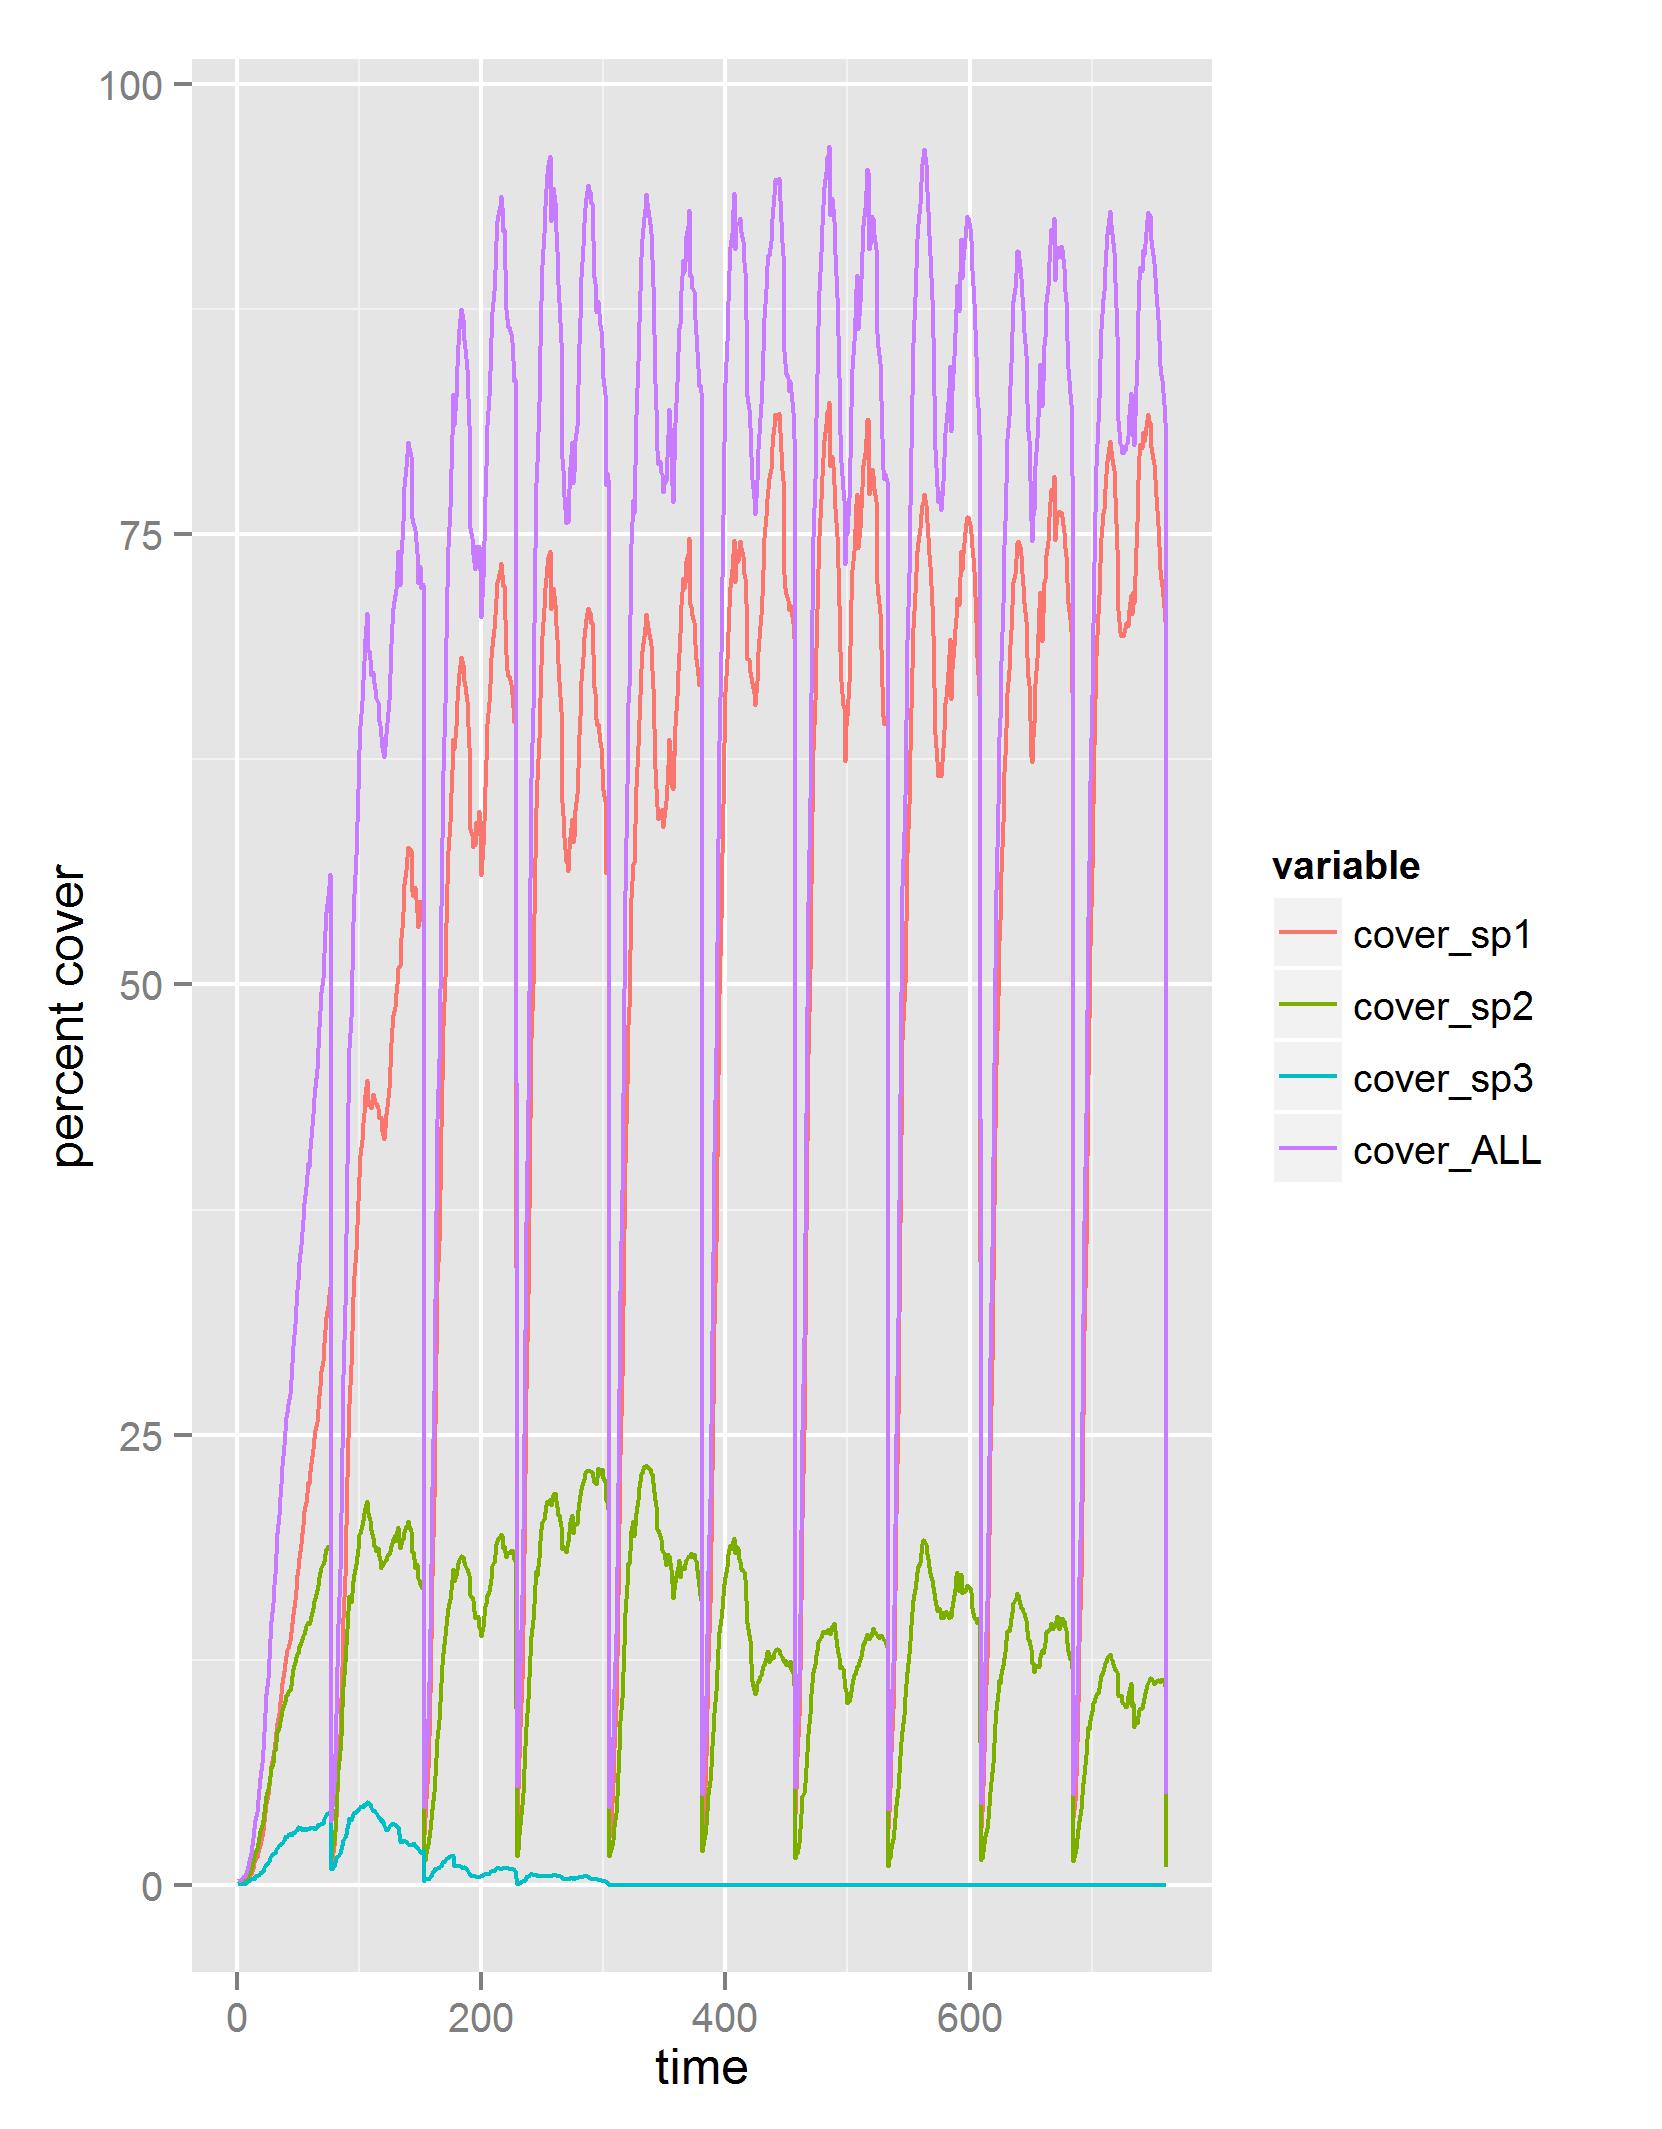 100
75
50
25
0
percent cover
0 200 400 600
time
variable
cover_sp1
cover_sp2
cover_sp3
cover_ALL